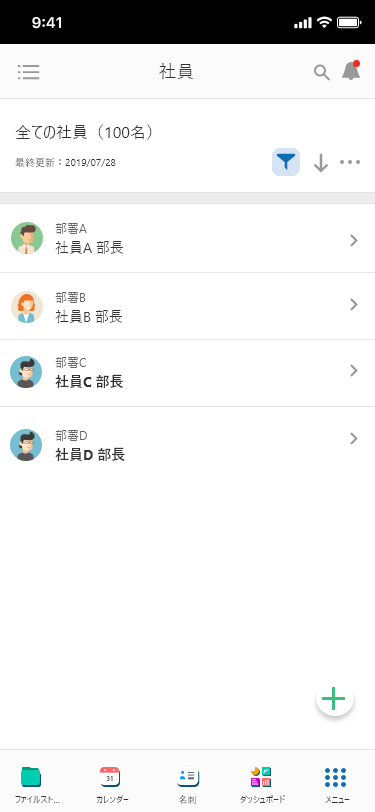 9:41
社員
全ての社員（100名）
最終更新：2019/07/28
部署A
社員A 部長
部署B
社員B 部長
部署C
社員C 部長
部署D
社員D 部長
31
ファイルスト... カレンダー 名刺 ダッシュボード メニュー